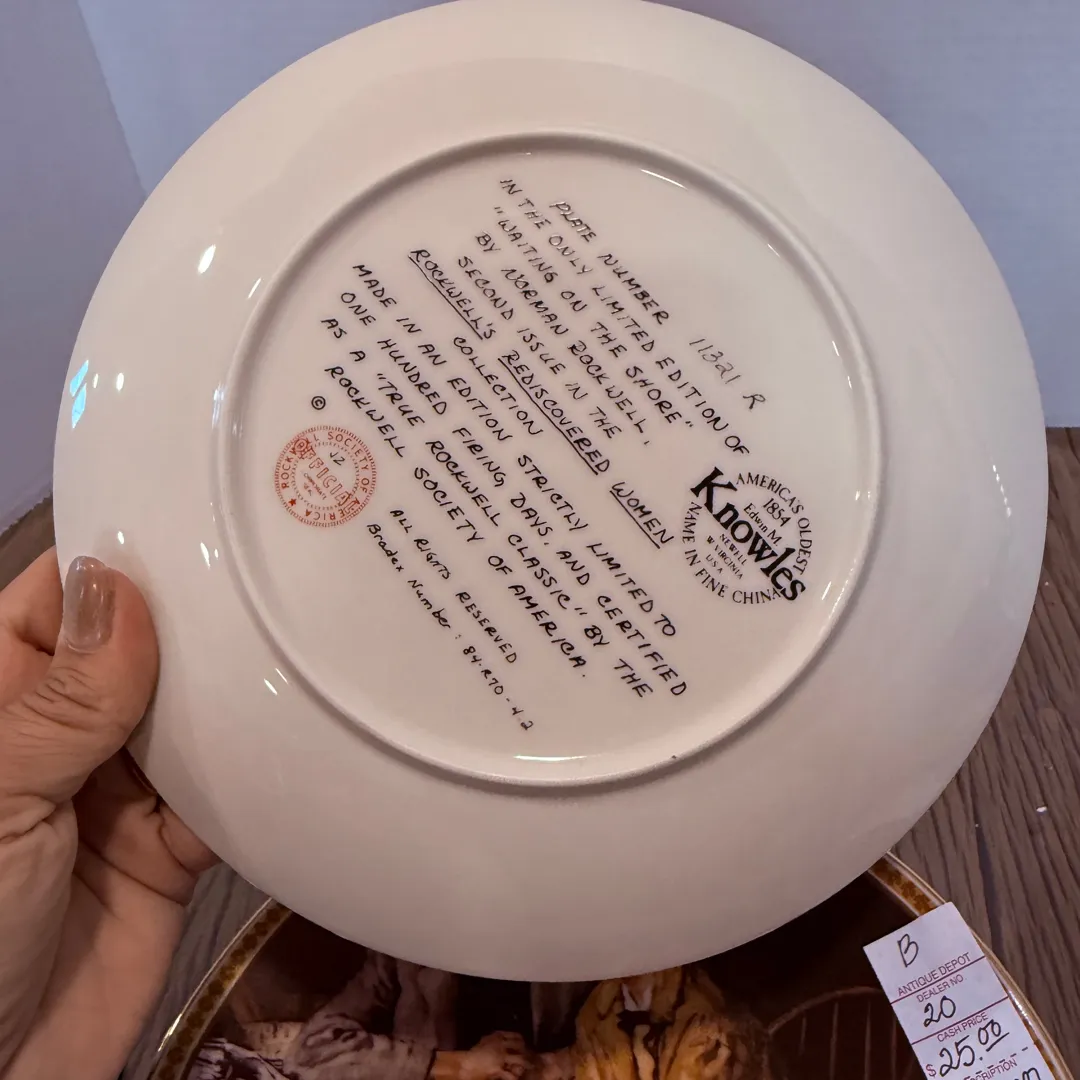 PLATE NUMBER 11321 R
IN THE ONLY LIMITED EDITION OF
"WAITING ON THE SHORE"
BY NORMAN ROCKWELL,
SECOND ISSUE IN THE
ROCKWELL'S REDISCOVERED WOMEN
COLLECTION
MADE IN AN EDITION STRICTLY LIMITED TO
ONE HUNDRED FIRING DAYS, AND CERTIFIED
AS A "TRUE ROCKWELL CLASSIC" BY THE
ROCKWELL SOCIETY OF AMERICA.
©
ALL RIGHTS RESERVED
Bradex Number: 84-R70-4.2
SOCIETY OF
OFFICIAL
JZ
AMERICA'S OLDEST
1854
Edwin M.
Knowles
NEWELL
W. VIRGINIA
U.S.A
NAME IN FINE CHINA
B
ANTIQUE DEPOT
DEALER NO
20
CASH PRICE
$25.00